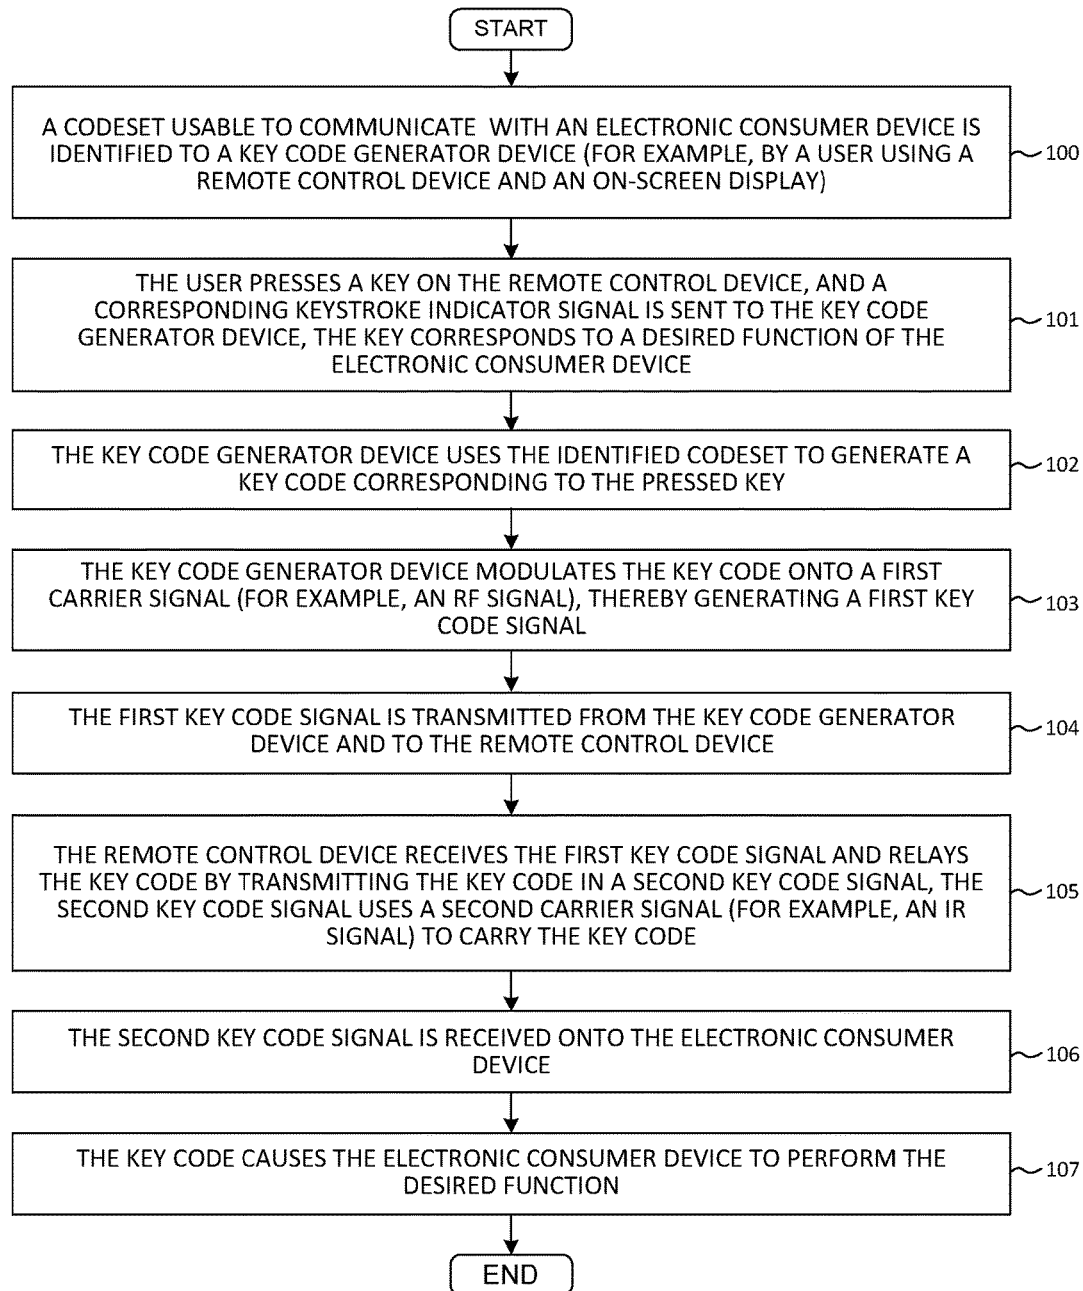 START
A CODESET USABLE TO COMMUNICATE WITH AN ELECTRONIC CONSUMER DEVICE IS
IDENTIFIED TO A KEY CODE GENERATOR DEVICE (FOR EXAMPLE, BY A USER USING A
REMOTE CONTROL DEVICE AND AN ON-SCREEN DISPLAY)
100
THE USER PRESSES A KEY ON THE REMOTE CONTROL DEVICE, AND A
CORRESPONDING KEYSTROKE INDICATOR SIGNAL IS SENT TO THE KEY CODE
GENERATOR DEVICE, THE KEY CORRESPONDS TO A DESIRED FUNCTION OF THE
ELECTRONIC CONSUMER DEVICE
101
THE KEY CODE GENERATOR DEVICE USES THE IDENTIFIED CODESET TO GENERATE A
KEY CODE CORRESPONDING TO THE PRESSED KEY
102
THE KEY CODE GENERATOR DEVICE MODULATES THE KEY CODE ONTO A FIRST
CARRIER SIGNAL (FOR EXAMPLE, AN RF SIGNAL), THEREBY GENERATING A FIRST KEY
CODE SIGNAL
103
THE FIRST KEY CODE SIGNAL IS TRANSMITTED FROM THE KEY CODE GENERATOR
DEVICE AND TO THE REMOTE CONTROL DEVICE
104
THE REMOTE CONTROL DEVICE RECEIVES THE FIRST KEY CODE SIGNAL AND RELAYS
THE KEY CODE BY TRANSMITTING THE KEY CODE IN A SECOND KEY CODE SIGNAL, THE
SECOND KEY CODE SIGNAL USES A SECOND CARRIER SIGNAL (FOR EXAMPLE, AN IR
SIGNAL) TO CARRY THE KEY CODE
105
THE SECOND KEY CODE SIGNAL IS RECEIVED ONTO THE ELECTRONIC CONSUMER
DEVICE
106
THE KEY CODE CAUSES THE ELECTRONIC CONSUMER DEVICE TO PERFORM THE
DESIRED FUNCTION
107
END